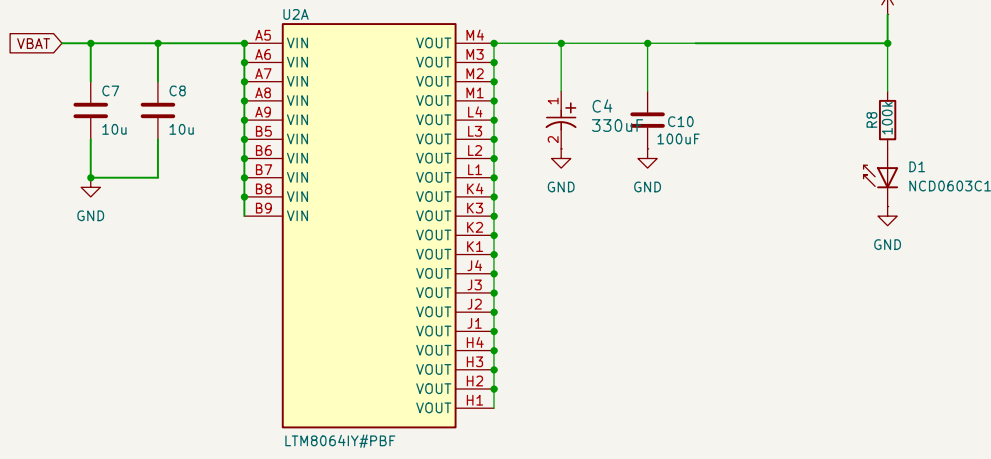 U2A
VBAT
A5 VIN VOUT M4
A6 VIN VOUT M3
A7 VIN VOUT M2
A8 VIN VOUT M1
A9 VIN VOUT L4
B5 VIN VOUT L3
B6 VIN VOUT L2
B7 VIN VOUT L1
B8 VIN VOUT K4
B9 VIN VOUT K3
VOUT K2
VOUT K1
VOUT J4
VOUT J3
VOUT J2
VOUT J1
VOUT H4
VOUT H3
VOUT H2
VOUT H1
LTM8064IY#PBF
C7
10u
C8
10u
GND
1
+
2
C4
330uF
GND
C10
100uF
GND
R8
100k
D1
NCD0603C1
GND